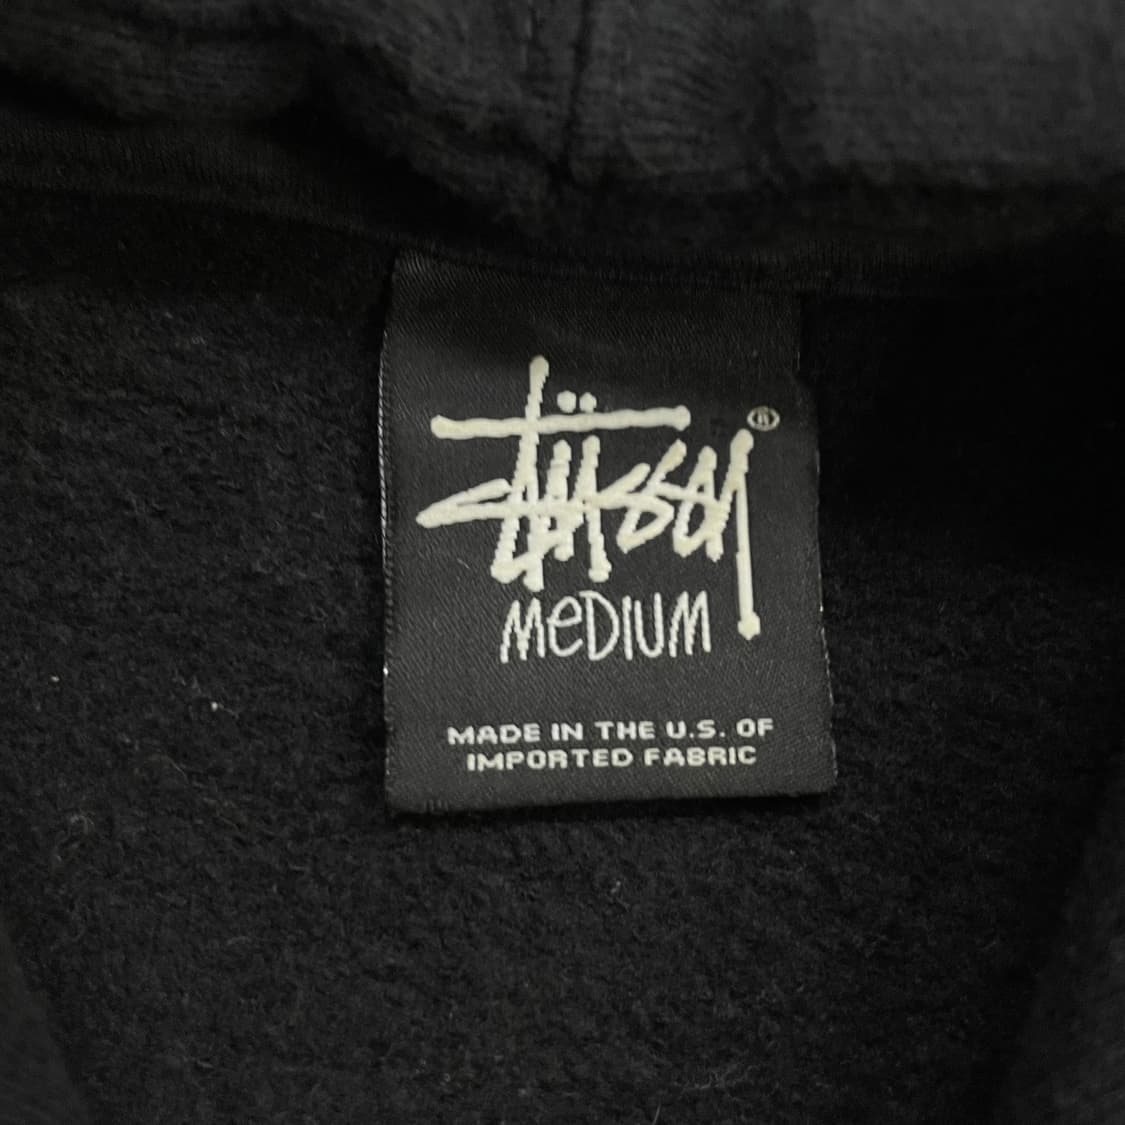 Stüssy ®
MeDIUM
MADE IN THE U.S. OF
IMPORTED FABRIC